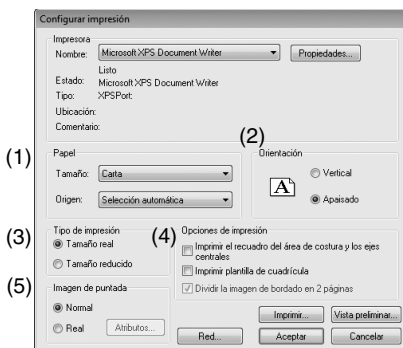 Configurar impresión
Impresora
Nombre: Microsoft XPS Document Writer Propiedades...
Listo
Estado: Microsoft XPS Document Writer
Tipo: XPSPort:
Ubicación:
Comentario:
(1) (2)
Papel Orientación
Tamaño: Carta Vertical
A
Origen: Selección automática Apaisado
(3) (4)
Tipo de impresión Opciones de impresión
Tamaño real Imprimir el recuadro del área de costura y los ejes
centrales
Tamaño reducido Imprimir plantilla de cuadrícula
(5) Imagen de puntada Dividir la imagen de bordado en 2 páginas
Normal Imprimir... Vista preliminar...
Real Atributos...
Red... Aceptar Cancelar